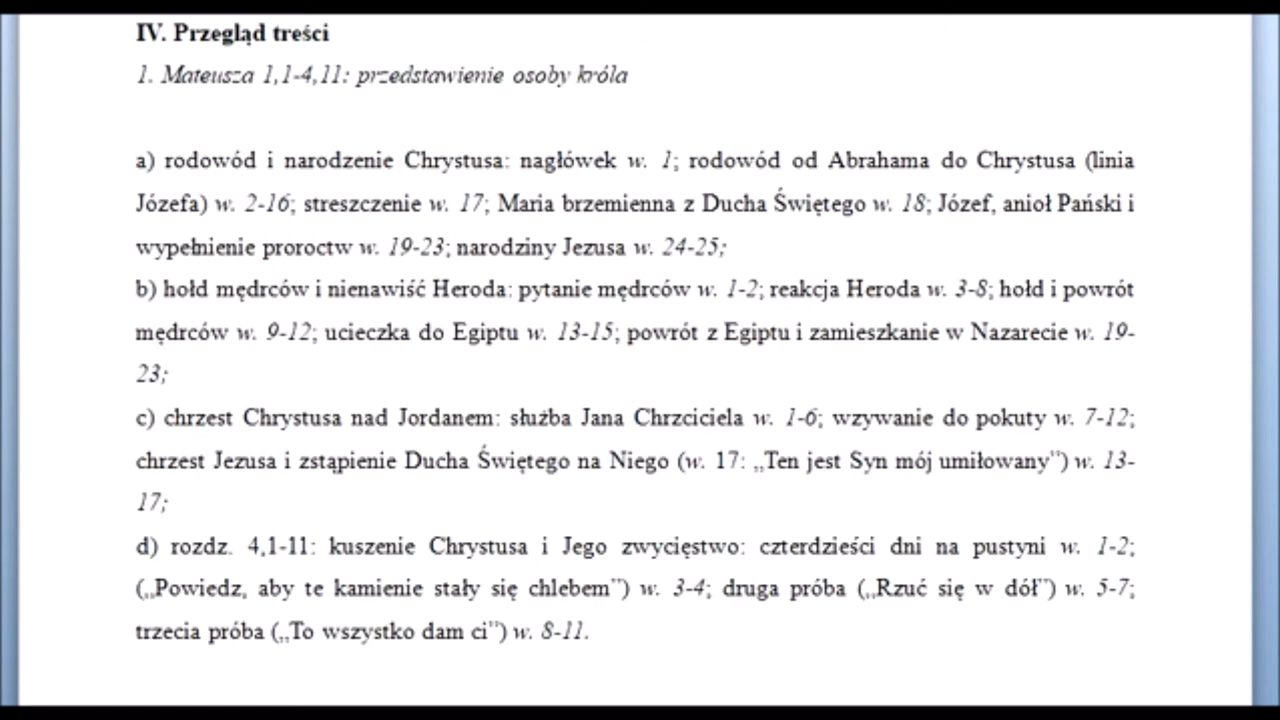 IV. Przegląd treści
1. Mateusza 1,1-4,11: przedstawienie osoby króla
a) rodowód i narodzenie Chrystusa: nagłówek w. 1; rodowód od Abrahama do Chrystusa (linia
Józefa) w. 2-16; streszczenie w. 17; Maria brzemienna z Ducha Świętego w. 18; Józef, anioł Pański i
wypełnienie proroctw w. 19-23; narodziny Jezusa w. 24-25;
b) hołd mędrców i nienawiść Heroda: pytanie mędrców w. 1-2; reakcja Heroda w. 3-8; hołd i powrót
mędrców w. 9-12; ucieczka do Egiptu w. 13-15; powrót z Egiptu i zamieszkanie w Nazarecie w. 19-
23;
c) chrzest Chrystusa nad Jordanem: służba Jana Chrzciciela w. 1-6; wzywanie do pokuty w. 7-12;
chrzest Jezusa i zstąpienie Ducha Świętego na Niego (w. 17: „Ten jest Syn mój umiłowany”) w. 13-
17;
d) rozdz. 4,1-11: kuszenie Chrystusa i Jego zwycięstwo: czterdzieści dni na pustyni w. 1-2;
(„Powiedz, aby te kamienie stały się chlebem”) w. 3-4; druga próba („Rzuć się w dół”) w. 5-7;
trzecia próba („To wszystko dam ci”) w. 8-11.